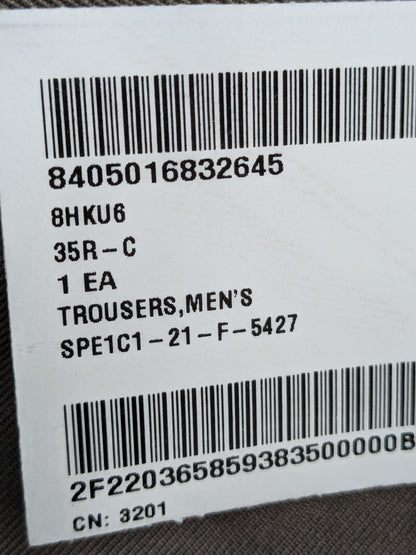 8405016832645
8HKU6
35R-C
1 EA
TROUSERS,MEN'S
SPE1C1-21-F-5427
2F220365859383500000B
CN: 3201